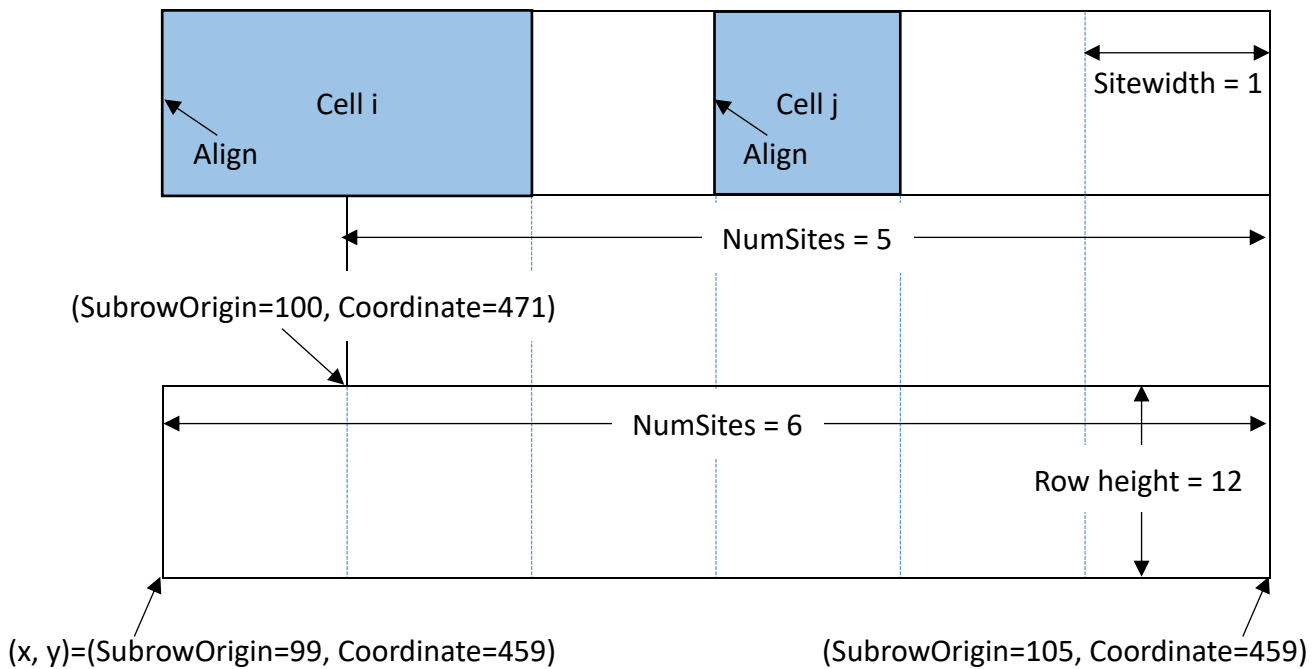 Sitewidth = 1
Cell i
Cell j
Align
Align
NumSites = 5
(SubrowOrigin=100, Coordinate=471)
NumSites = 6
Row height = 12
(x, y)=(SubrowOrigin=99, Coordinate=459)
(SubrowOrigin=105, Coordinate=459)